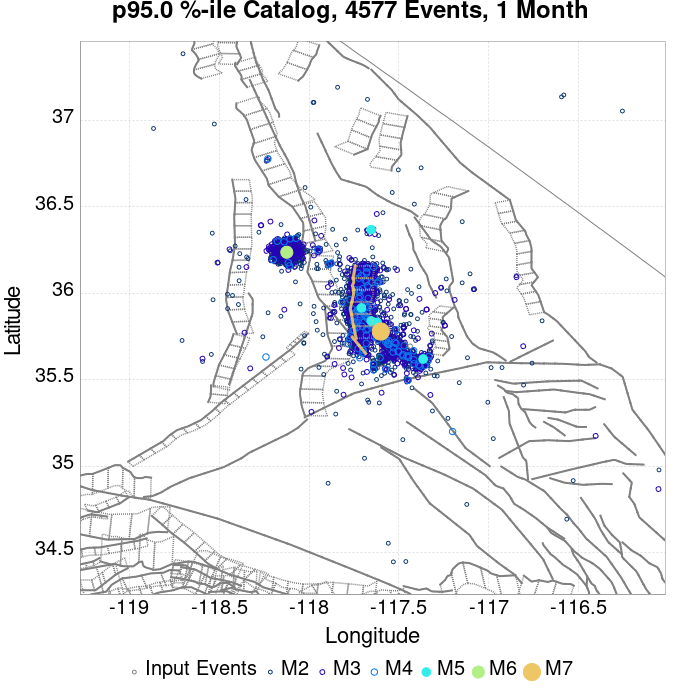 p95.0 %-ile Catalog, 4577 Events, 1 Month
37
36.5
36
35.5
35
34.5
Latitude
-119
-118.5
-118
-117.5
-117
-116.5
Longitude
Input Events
M2
M3
M4
M5
M6
M7